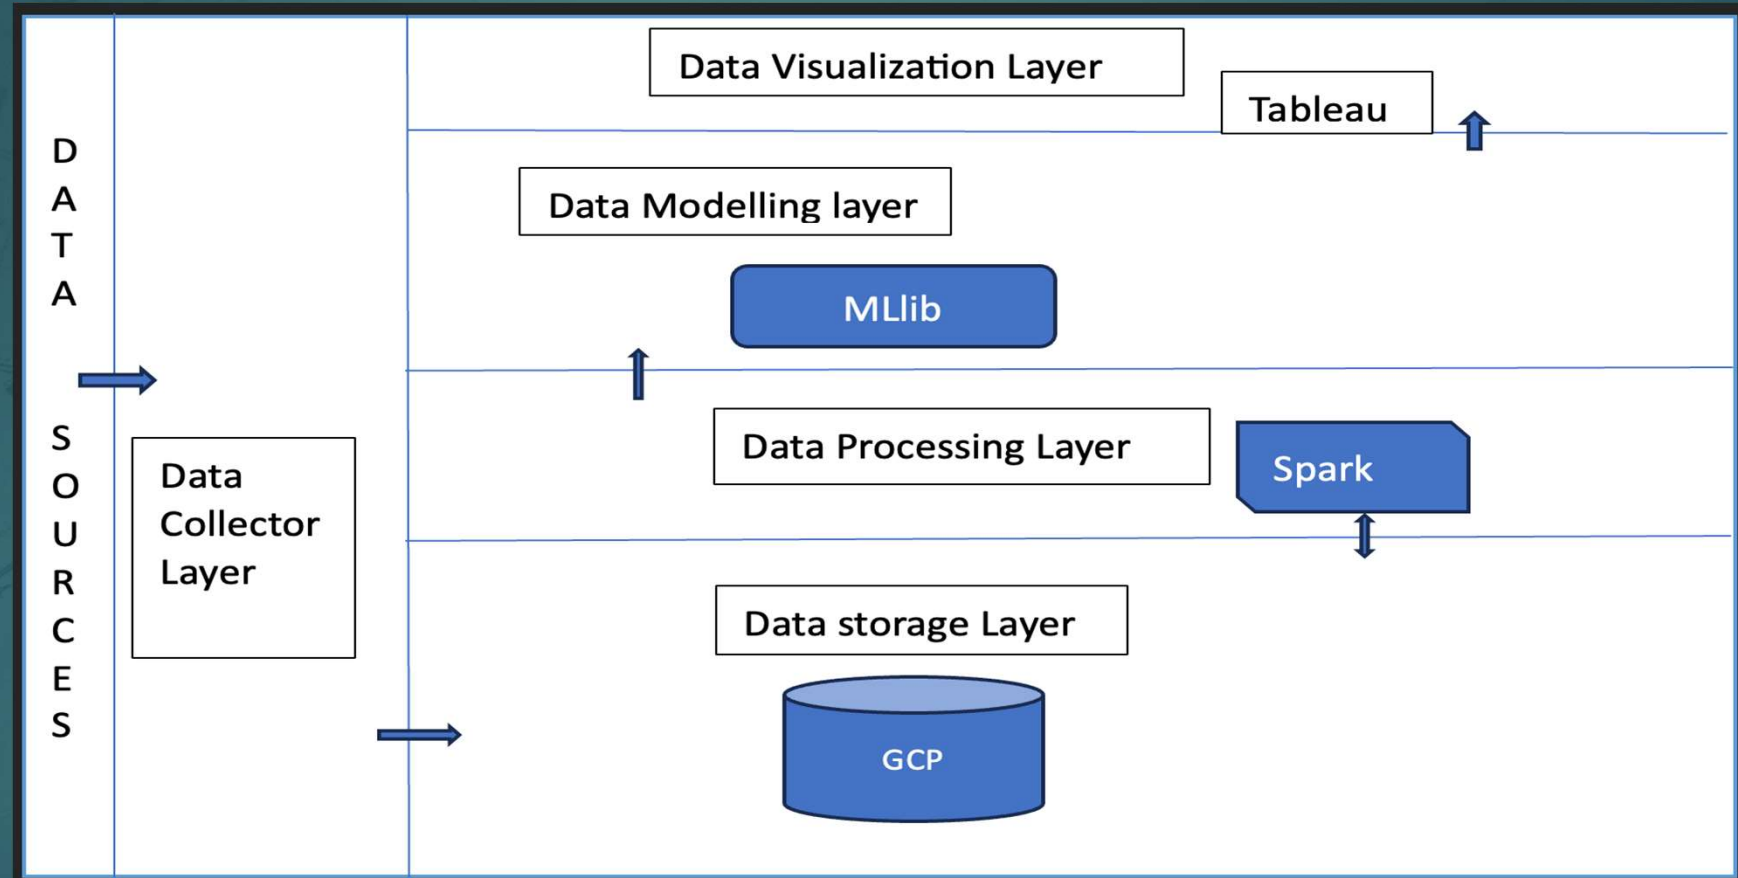 DATA SOURCES
Data
Collector
Layer
Data Visualization Layer
Tableau
Data Modelling layer
MLlib
Data Processing Layer
Spark
Data storage Layer
GCP